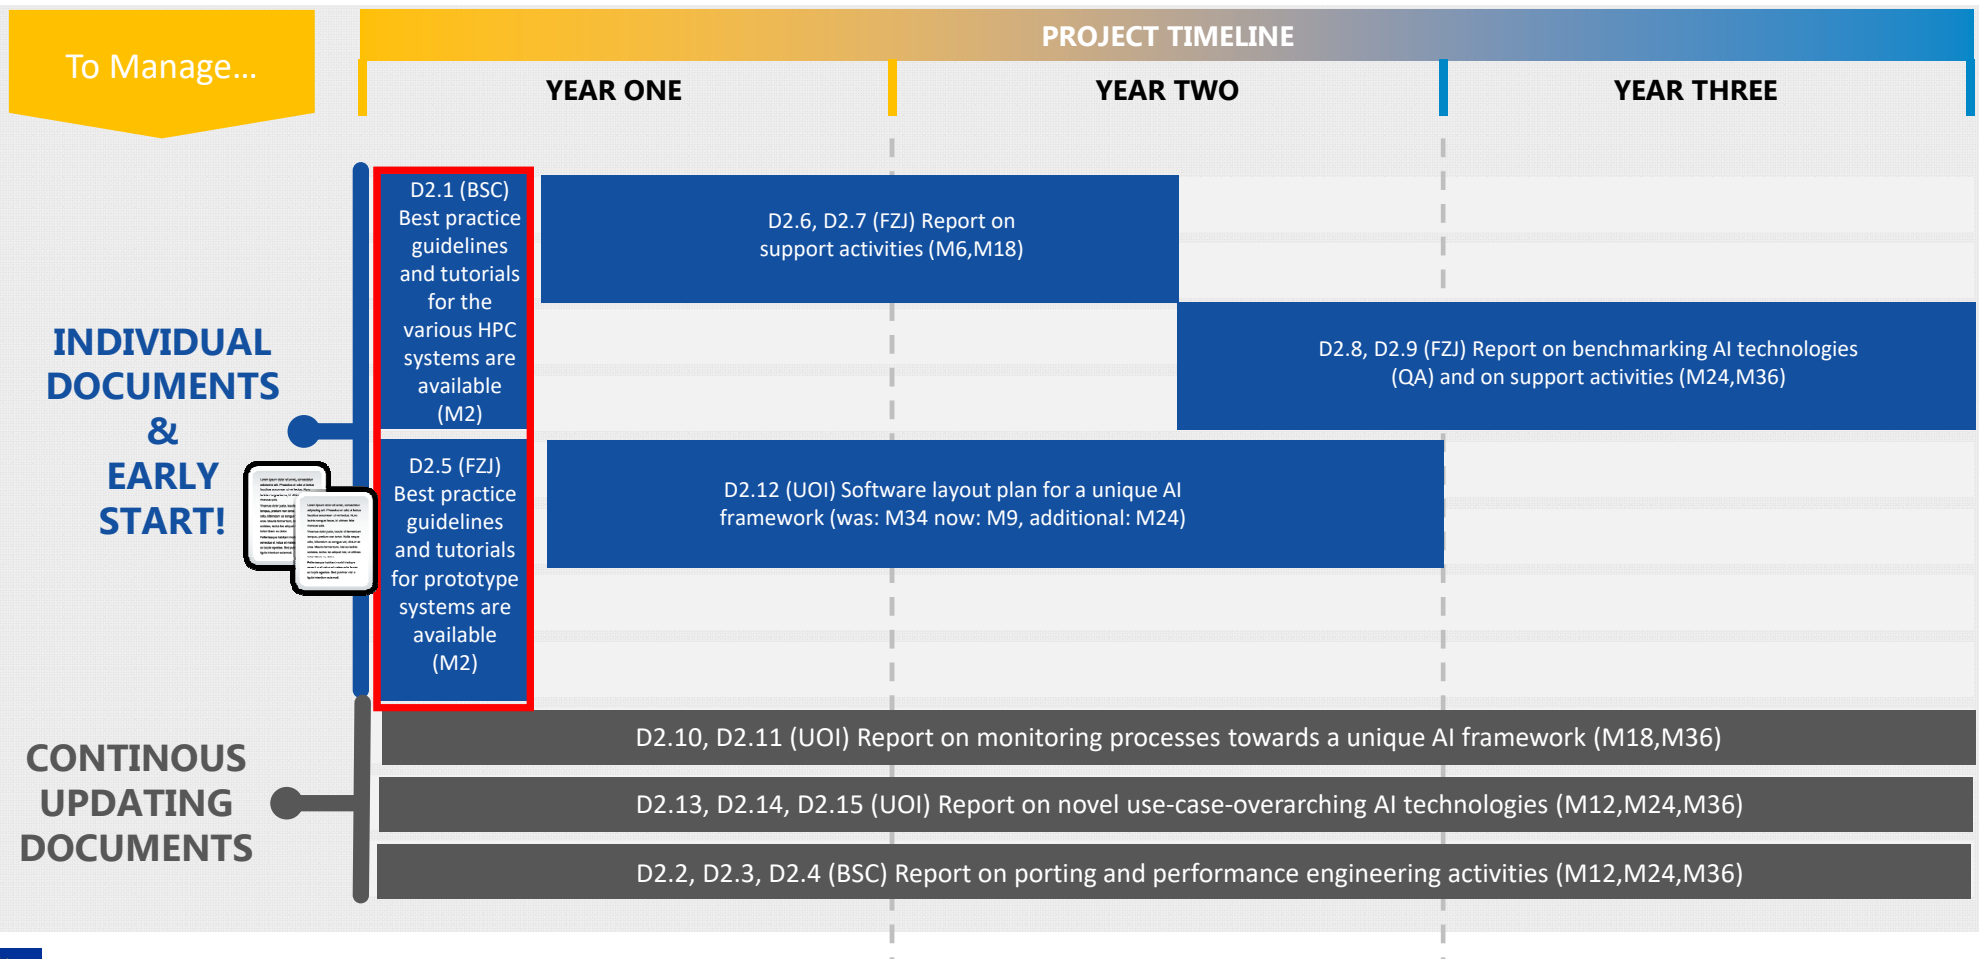 To Manage...
PROJECT TIMELINE
YEAR ONE
YEAR TWO
YEAR THREE
INDIVIDUAL
DOCUMENTS
&
EARLY
START!
D2.1 (BSC)
Best practice
guidelines
and tutorials
for the
various HPC
systems are
available
(M2)
D2.6, D2.7 (FZJ) Report on
support activities (M6,M18)
D2.8, D2.9 (FZJ) Report on benchmarking AI technologies
(QA) and on support activities (M24,M36)
D2.5 (FZJ)
Best practice
guidelines
and tutorials
for prototype
systems are
available
(M2)
D2.12 (UOI) Software layout plan for a unique AI
framework (was: M34 now: M9, additional: M24)
CONTINOUS
UPDATING
DOCUMENTS
D2.10, D2.11 (UOI) Report on monitoring processes towards a unique AI framework (M18,M36)
D2.13, D2.14, D2.15 (UOI) Report on novel use-case-overarching AI technologies (M12,M24,M36)
D2.2, D2.3, D2.4 (BSC) Report on porting and performance engineering activities (M12,M24,M36)